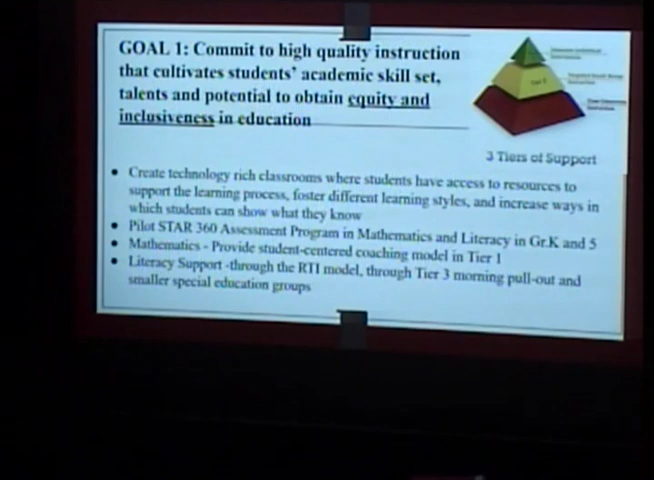 GOAL 1: Commit to high quality instruction
that cultivates students' academic skill set,
talents and potential to obtain equity and
inclusiveness in education
3 Tiers of Support
• Create technology rich classrooms where students have access to resources to
support the learning process, foster different learning styles, and increase ways in
which students can show what they know
• Pilot STAR 360 Assessment Program in Mathematics and Literacy in Gr.K and 5
• Mathematics - Provide student-centered coaching model in Tier 1
• Literacy Support -through the RTI model, through Tier 3 morning pull-out and
smaller special education groups